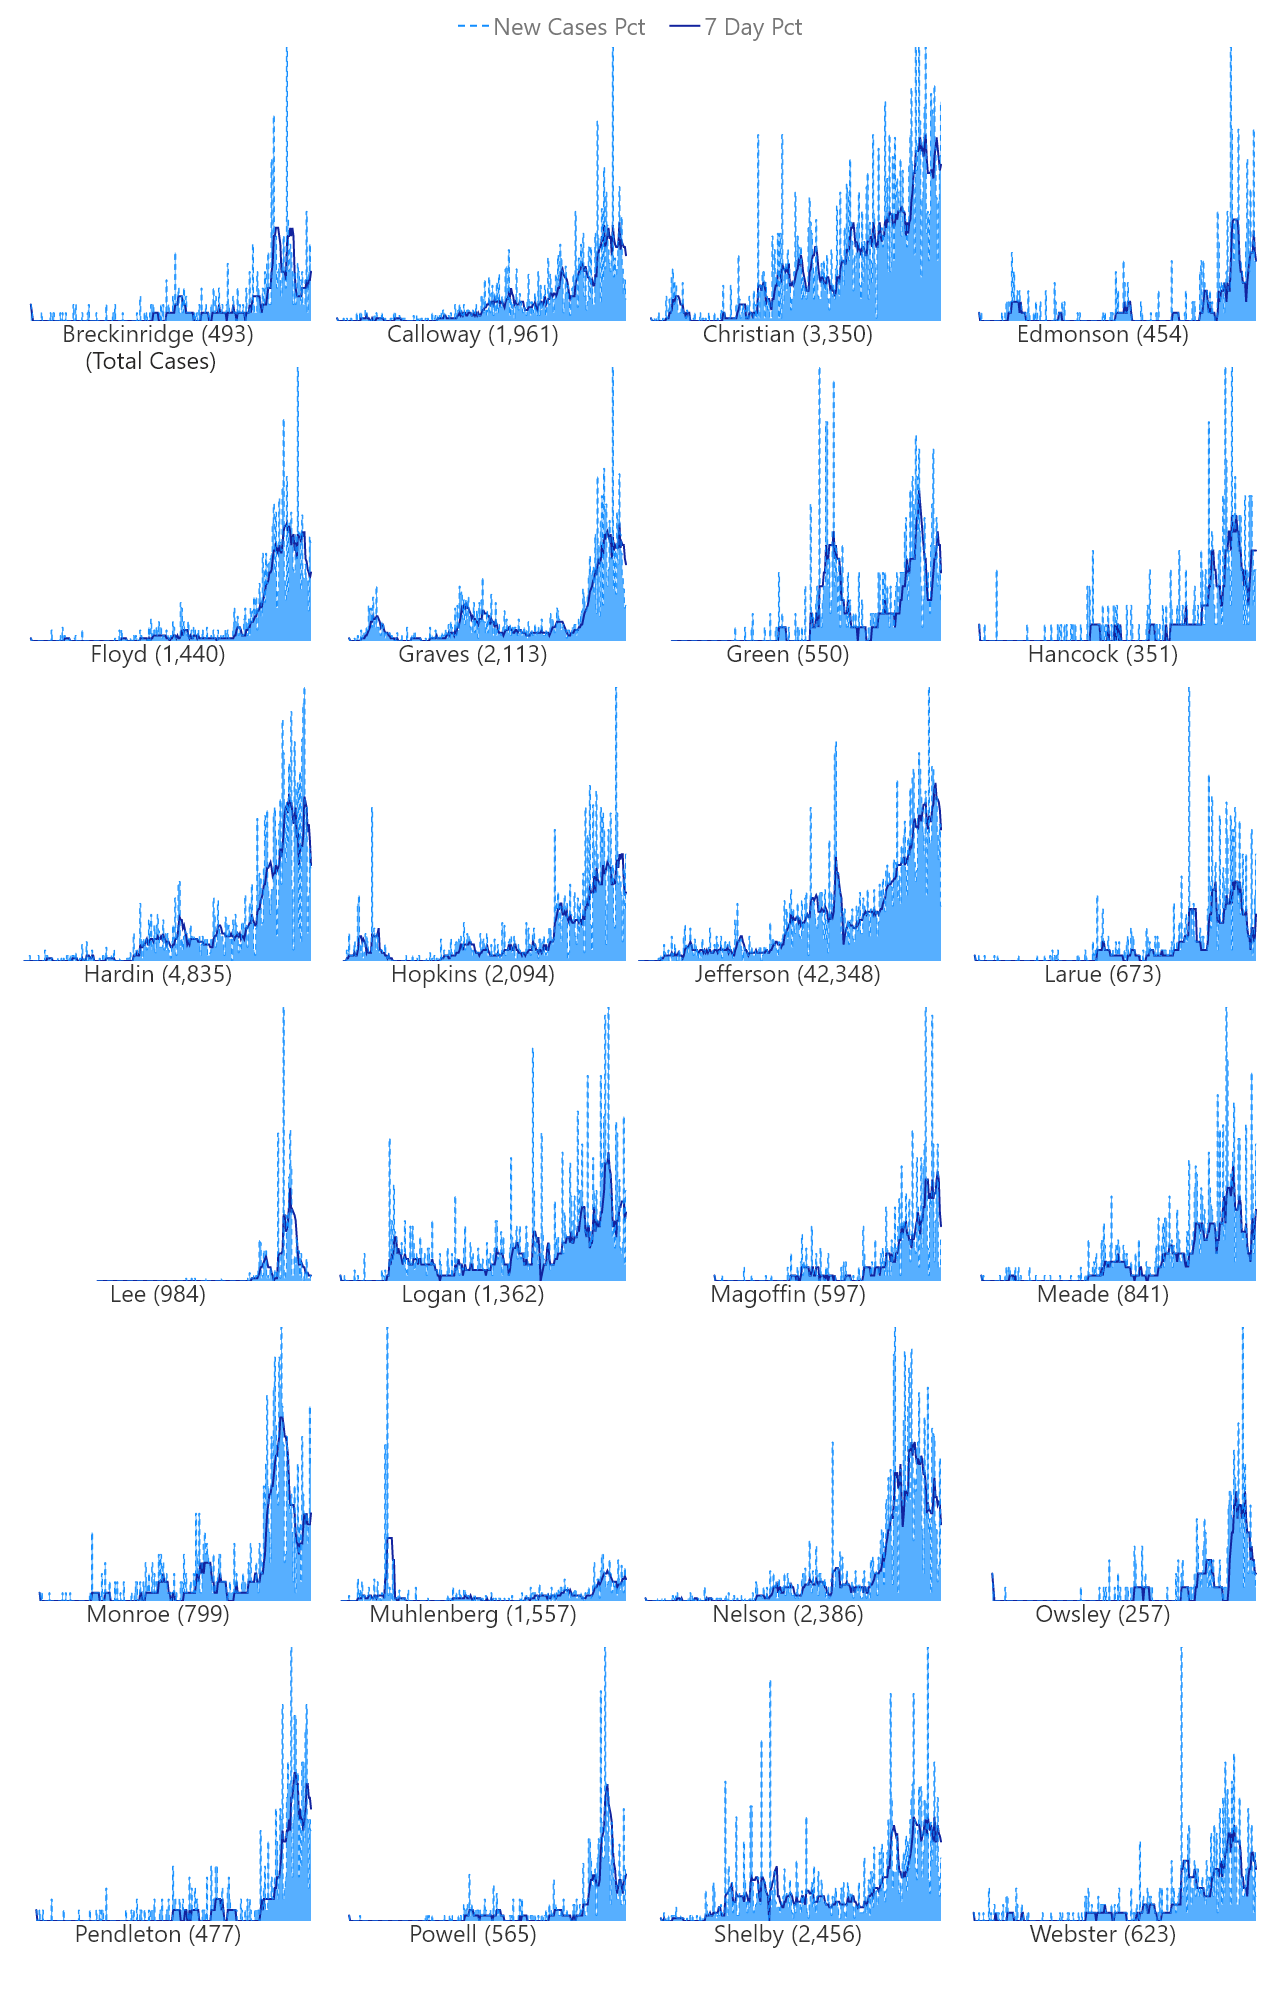 New Cases Pct 7 Day Pct
Breckinridge (493) Calloway (1,961) Christian (3,350) Edmonson (454)
(Total Cases)
Floyd (1,440) Graves (2,113) Green (550) Hancock (351)
Hardin (4,835) Hopkins (2,094) Jefferson (42,348) Larue (673)
Lee (984) Logan (1,362) Magoffin (597) Meade (841)
Monroe (799) Muhlenberg (1,557) Nelson (2,386) Owsley (257)
Pendleton (477) Powell (565) Shelby (2,456) Webster (623)